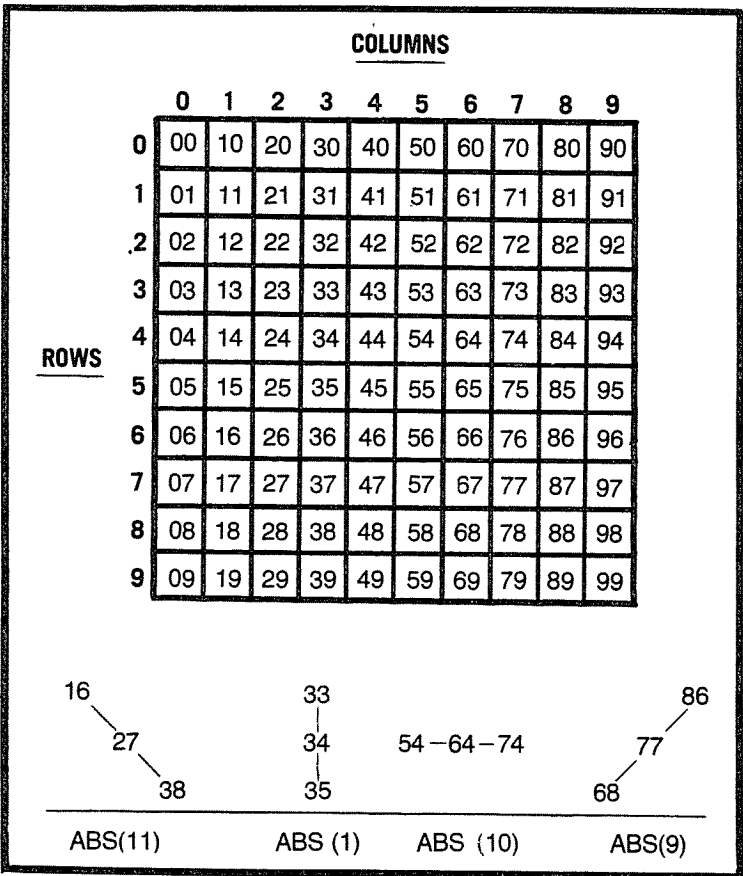 COLUMNS
0 1 2 3 4 5 6 7 8 9
0 00 10 20 30 40 50 60 70 80 90
1 01 11 21 31 41 51 61 71 81 91
2 02 12 22 32 42 52 62 72 82 92
3 03 13 23 33 43 53 63 73 83 93
4 04 14 24 34 44 54 64 74 84 94
ROWS
5 05 15 25 35 45 55 65 75 85 95
6 06 16 26 36 46 56 66 76 86 96
7 07 17 27 37 47 57 67 77 87 97
8 08 18 28 38 48 58 68 78 88 98
9 09 19 29 39 49 59 69 79 89 99
16 33 86
27 34 54-64-74 77
38 35 68
ABS(11) ABS (1) ABS (10) ABS(9)